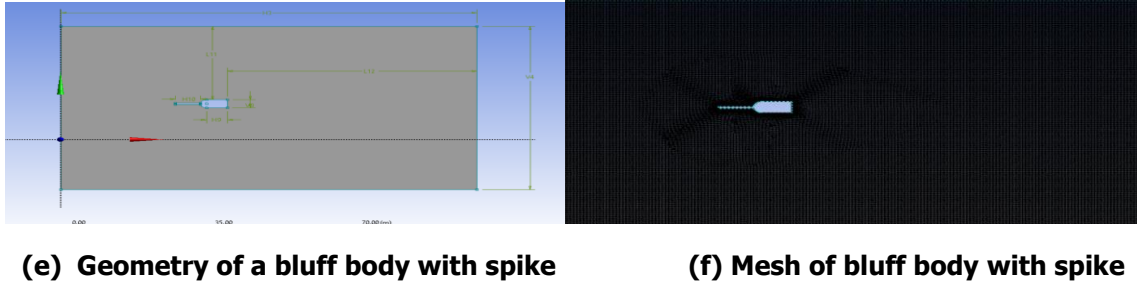 0.00 35.00 70.00 (m)
(e) Geometry of a bluff body with spike
(f) Mesh of bluff body with spike